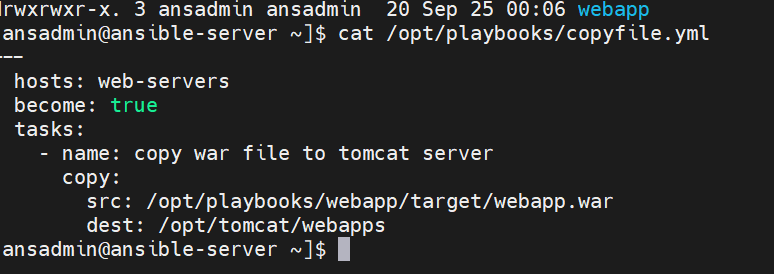 drwxrwxr-x. 3 ansadmin ansadmin  20 Sep 25 00:06 webapp
ansadmin@ansible-server ~]$ cat /opt/playbooks/copyfile.yml
---
 hosts: web-servers
 become: true
 tasks:
   - name: copy war file to tomcat server
     copy:
       src: /opt/playbooks/webapp/target/webapp.war
       dest: /opt/tomcat/webapps
ansadmin@ansible-server ~]$